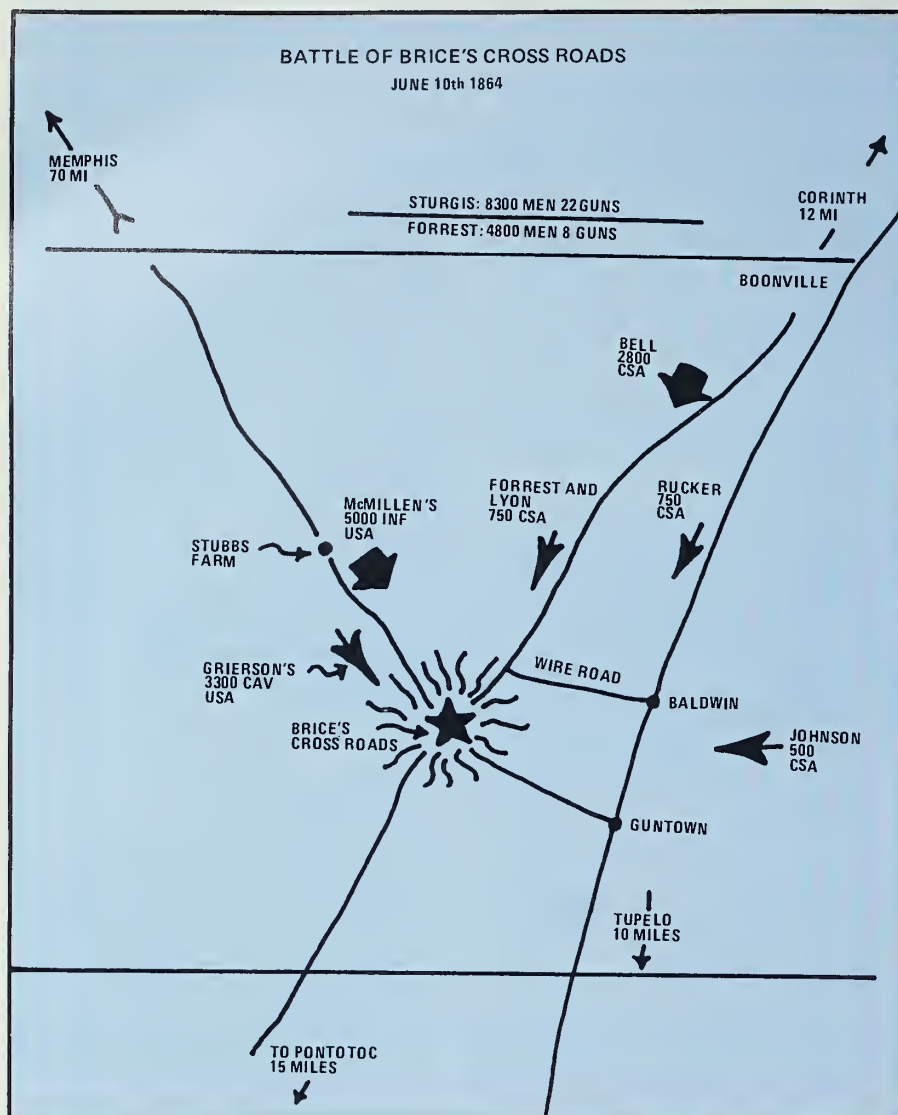 BATTLE OF BRICE'S CROSS ROADS
JUNE 10th 1864
MEMPHIS
70 MI
STURGIS: 8300 MEN 22 GUNS
FORREST: 4800 MEN 8 GUNS
CORINTH
12 MI
BOONVILLE
BELL
2800
CSA
McMILLEN'S
5000 INF
USA
FORREST AND
LYON
750 CSA
RUCKER
750
CSA
STUBBS
FARM
GRIERSON'S
3300 CAV
USA
WIRE ROAD
BALDWIN
BRICE'S
CROSS ROADS
JOHNSON
500
CSA
GUNTOWN
TUPELO
10 MILES
TO PONTOTOC
15 MILES